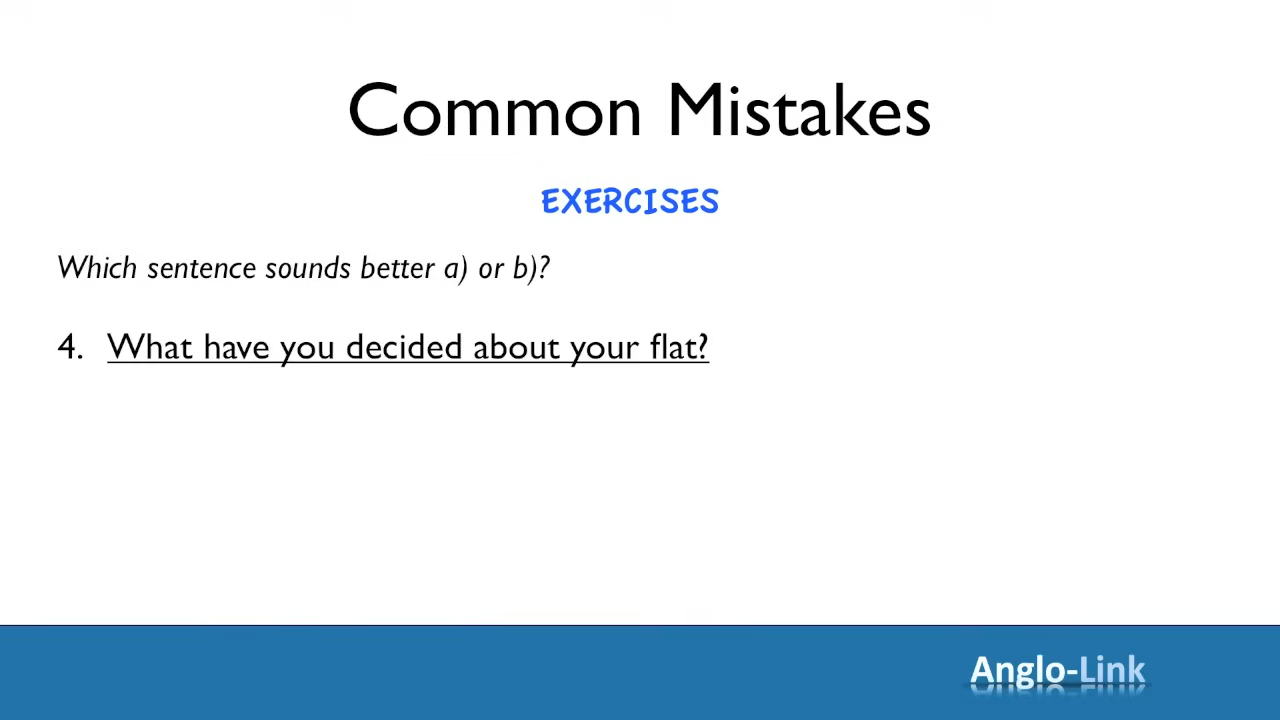 Common Mistakes
EXERCISES
Which sentence sounds better a) or b)?
4. What have you decided about your flat?
Anglo-Link